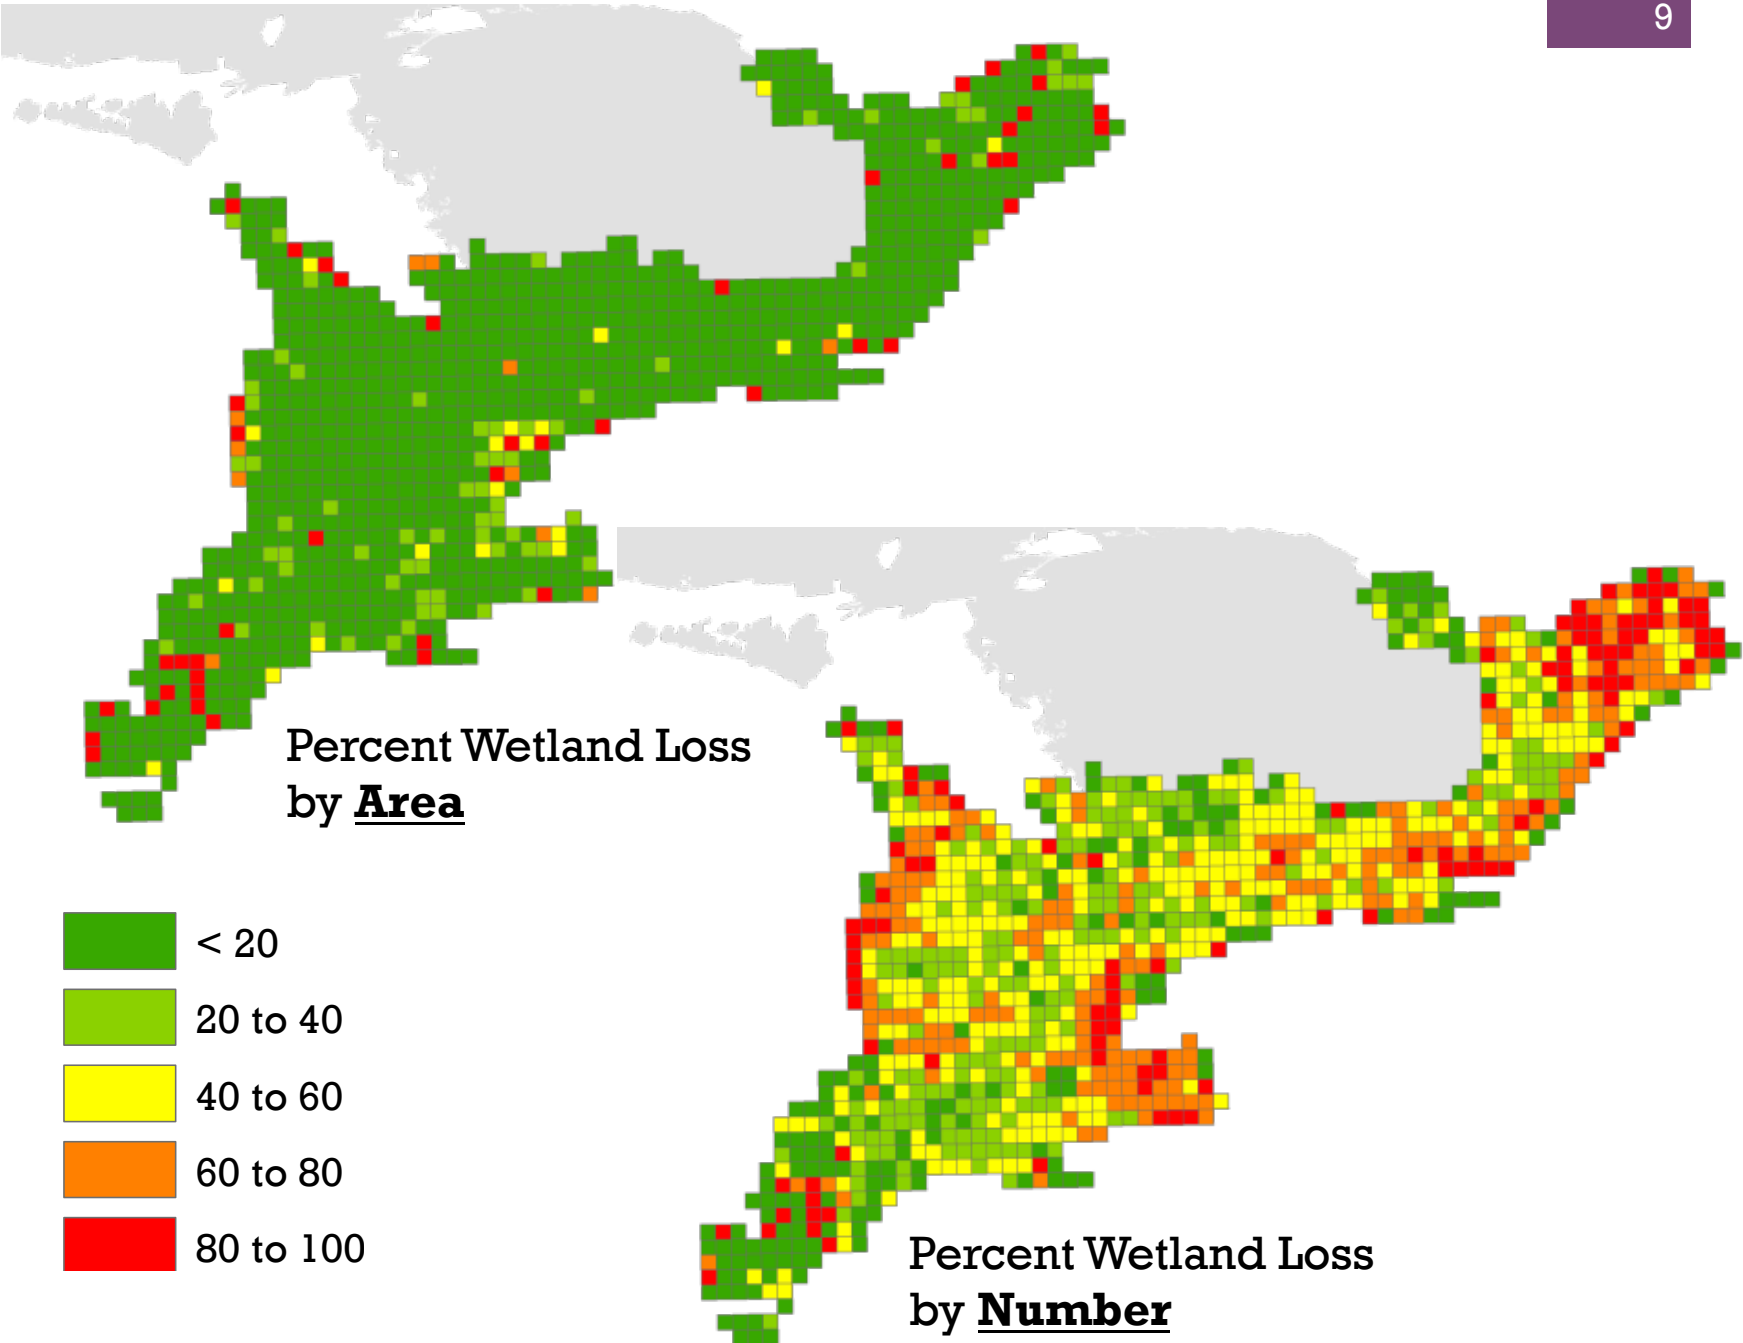 9
Percent Wetland Loss
by Area
< 20
20 to 40
40 to 60
60 to 80
80 to 100
Percent Wetland Loss
by Number